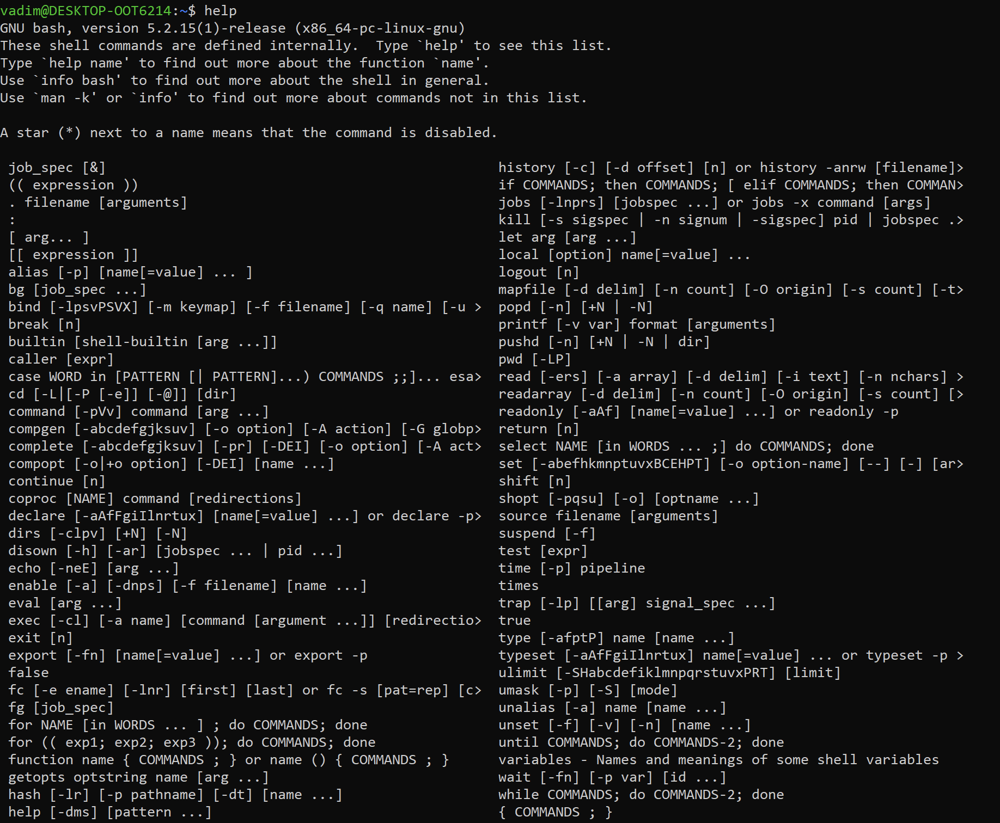 vadim@DESKTOP-OOT6214:~$ help
GNU bash, version 5.2.15(1)-release (x86_64-pc-linux-gnu)
These shell commands are defined internally.  Type `help' to see this list.
Type `help name' to find out more about the function `name'.
Use `info bash' to find out more about the shell in general.
Use `man -k' or `info' to find out more about commands not in this list.

A star (*) next to a name means that the command is disabled.

 job_spec [&]                                                history [-c] [-d offset] [n] or history -anrw [filename]>
 (( expression ))                                            if COMMANDS; then COMMANDS; [ elif COMMANDS; then COMMAN>
 . filename [arguments]                                      jobs [-lnprs] [jobspec ...] or jobs -x command [args]
 :                                                           kill [-s sigspec | -n signum | -sigspec] pid | jobspec .>
 [ arg... ]                                                  let arg [arg ...]
 [[ expression ]]                                            local [option] name[=value] ...
 alias [-p] [name[=value] ... ]                              logout [n]
 bg [job_spec ...]                                           mapfile [-d delim] [-n count] [-O origin] [-s count] [-t>
 bind [-lpsvPSVX] [-m keymap] [-f filename] [-q name] [-u >  popd [-n] [+N | -N]
 break [n]                                                   printf [-v var] format [arguments]
 builtin [shell-builtin [arg ...]]                           pushd [-n] [+N | -N | dir]
 caller [expr]                                               pwd [-LP]
 case WORD in [PATTERN [| PATTERN]...) COMMANDS ;;]... esa>  read [-ers] [-a array] [-d delim] [-i text] [-n nchars] >
 cd [-L|[-P [-e]] [-@]] [dir]                                readarray [-d delim] [-n count] [-O origin] [-s count] [>
 command [-pVv] command [arg ...]                            readonly [-aAf] [name[=value] ...] or readonly -p
 compgen [-abcdefgjksuv] [-o option] [-A action] [-G globp>  return [n]
 complete [-abcdefgjksuv] [-pr] [-DEI] [-o option] [-A act>  select NAME [in WORDS ... ;] do COMMANDS; done
 compopt [-o|+o option] [-DEI] [name ...]                    set [-abefhkmnptuvxBCEHPT] [-o option-name] [--] [-] [ar>
 continue [n]                                                shift [n]
 coproc [NAME] command [redirections]                        shopt [-pqsu] [-o] [optname ...]
 declare [-aAfFgiIlnrtux] [name[=value] ...] or declare -p>  source filename [arguments]
 dirs [-clpv] [+N] [-N]                                      suspend [-f]
 disown [-h] [-ar] [jobspec ... | pid ...]                   test [expr]
 echo [-neE] [arg ...]                                       time [-p] pipeline
 enable [-a] [-dnps] [-f filename] [name ...]                times
 eval [arg ...]                                              trap [-lp] [[arg] signal_spec ...]
 exec [-cl] [-a name] [command [argument ...]] [redirectio>  true
 exit [n]                                                    type [-afptP] name [name ...]
 export [-fn] [name[=value] ...] or export -p                typeset [-aAfFgiIlnrtux] name[=value] ... or typeset -p >
 false                                                       ulimit [-SHabcdefiklmnpqrstuvxPRT] [limit]
 fc [-e ename] [-lnr] [first] [last] or fc -s [pat=rep] [c>  umask [-p] [-S] [mode]
 fg [job_spec]                                               unalias [-a] name [name ...]
 for NAME [in WORDS ... ] ; do COMMANDS; done                unset [-f] [-v] [-n] [name ...]
 for (( exp1; exp2; exp3 )); do COMMANDS; done               until COMMANDS; do COMMANDS-2; done
 function name { COMMANDS ; } or name () { COMMANDS ; }      variables - Names and meanings of some shell variables
 getopts optstring name [arg ...]                            wait [-fn] [-p var] [id ...]
 hash [-lr] [-p pathname] [-dt] [name ...]                   while COMMANDS; do COMMANDS-2; done
 help [-dms] [pattern ...]                                   { COMMANDS ; }